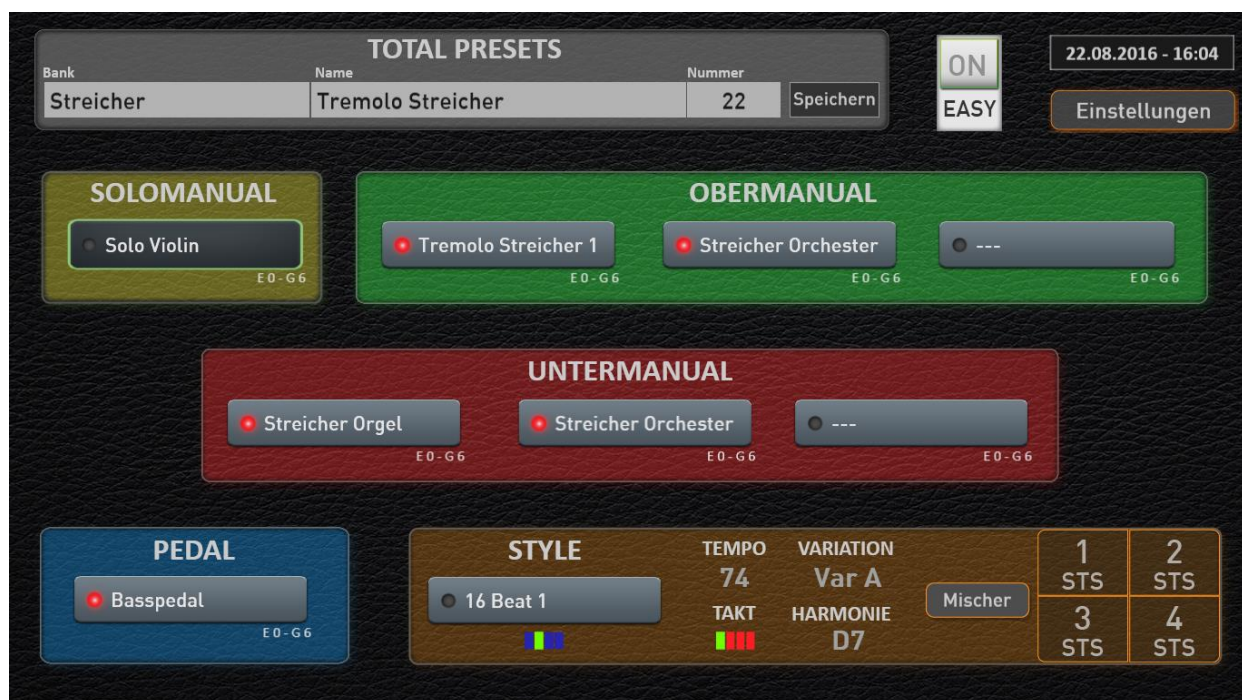 TOTAL PRESETS
Bank Name Nummer
Streicher Tremolo Streicher 22 Speichern
ON
EASY
22.08.2016 - 16:04
Einstellungen
SOLOMANUAL
Solo Violin
E0-G6
OBERMANUAL
Tremolo Streicher 1 Streicher Orchester ---
E0-G6 E0-G6 E0-G6
UNTERMANUAL
Streicher Orgel Streicher Orchester ---
E0-G6 E0-G6 E0-G6
PEDAL
Basspedal
E0-G6
STYLE
16 Beat 1
TEMPO
74
VARIATION
Var A
TAKT
HARMONIE
D7
Mischer
1
STS
2
STS
3
STS
4
STS